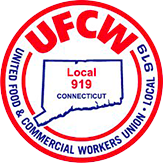 UFCW
UNITED FOOD & COMMERCIAL WORKERS UNION • LOCAL 919
Local
919
CONNECTICUT